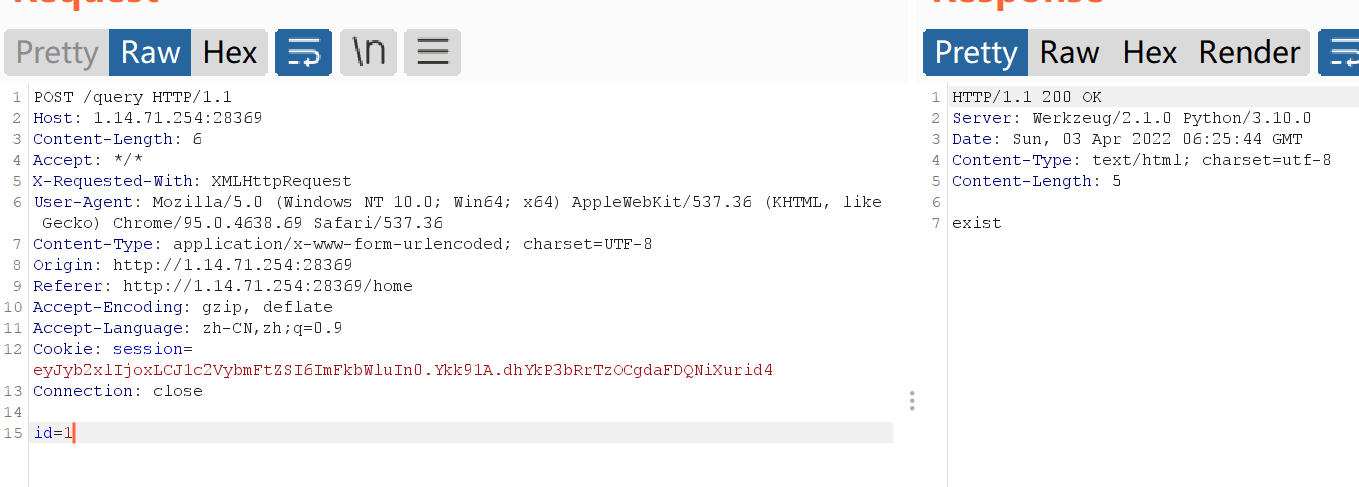 Request
Response
Pretty Raw Hex \n
Pretty Raw Hex Render
1 POST /query HTTP/1.1
2 Host: 1.14.71.254:28369
3 Content-Length: 6
4 Accept: */*
5 X-Requested-With: XMLHttpRequest
6 User-Agent: Mozilla/5.0 (Windows NT 10.0; Win64; x64) AppleWebKit/537.36 (KHTML, like
Gecko) Chrome/95.0.4638.69 Safari/537.36
7 Content-Type: application/x-www-form-urlencoded; charset=UTF-8
8 Origin: http://1.14.71.254:28369
9 Referer: http://1.14.71.254:28369/home
10 Accept-Encoding: gzip, deflate
11 Accept-Language: zh-CN,zh;q=0.9
12 Cookie: session=
eyJyb2xlIjoxLCJ1c2VybmFtZSI6ImFkbWluIn0.Ykk91A.dhYkP3bRrTzOCgdaFDQNiXurid4
13 Connection: close
14
15 id=1
1 HTTP/1.1 200 OK
2 Server: Werkzeug/2.1.0 Python/3.10.0
3 Date: Sun, 03 Apr 2022 06:25:44 GMT
4 Content-Type: text/html; charset=utf-8
5 Content-Length: 5
6
7 exist